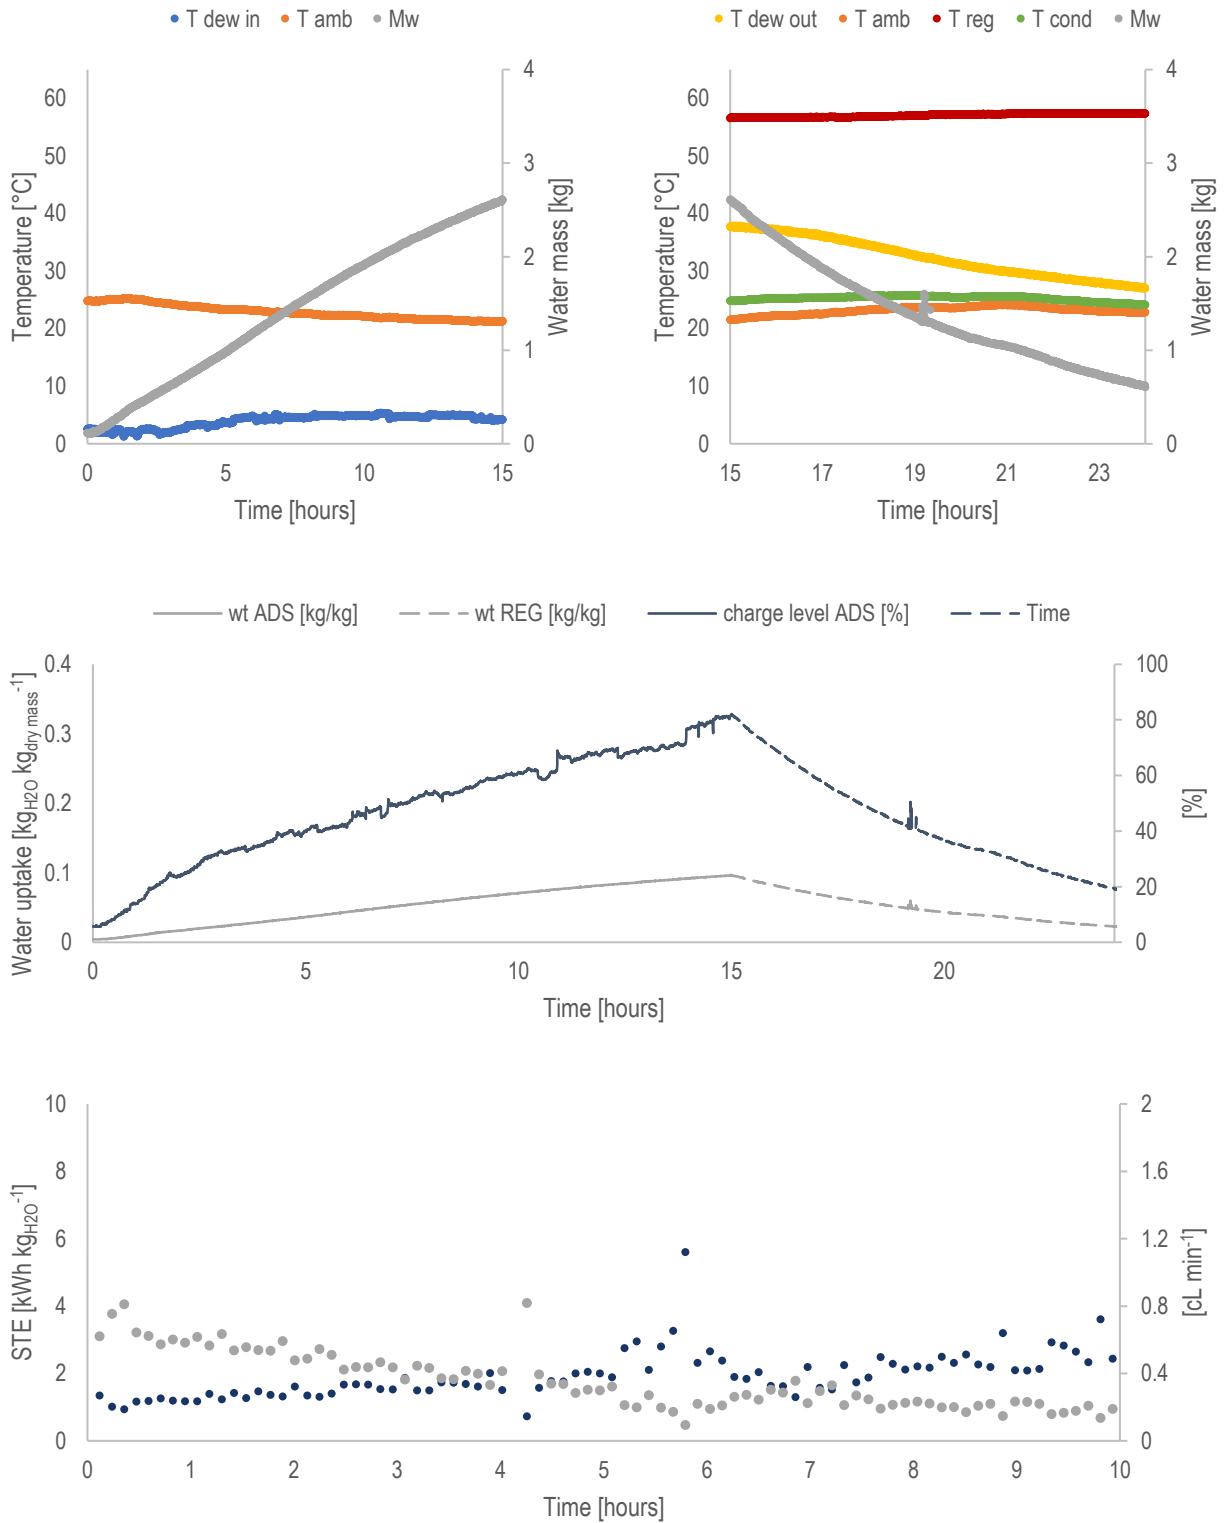 T dew in T amb Mw
60
50
40
30
20
10
0
4
3
2
1
0
0 5 10 15
Temperature [°C]
Water mass [kg]
Time [hours]
T dew out T amb T reg T cond Mw
60
50
40
30
20
10
0
4
3
2
1
0
15 17 19 21 23
Temperature [°C]
Water mass [kg]
Time [hours]
wt ADS [kg/kg] wt REG [kg/kg] charge level ADS [%] Time
0.4
0.3
0.2
0.1
0
100
80
60
40
20
0
0 5 10 15 20
Water uptake [kg_H2O kg_dry mass^-1]
[%]
Time [hours]
10
8
6
4
2
0
2
1.6
1.2
0.8
0.4
0
0 1 2 3 4 5 6 7 8 9 10
STE [kWh kg_H2O^-1]
[cL min^-1]
Time [hours]